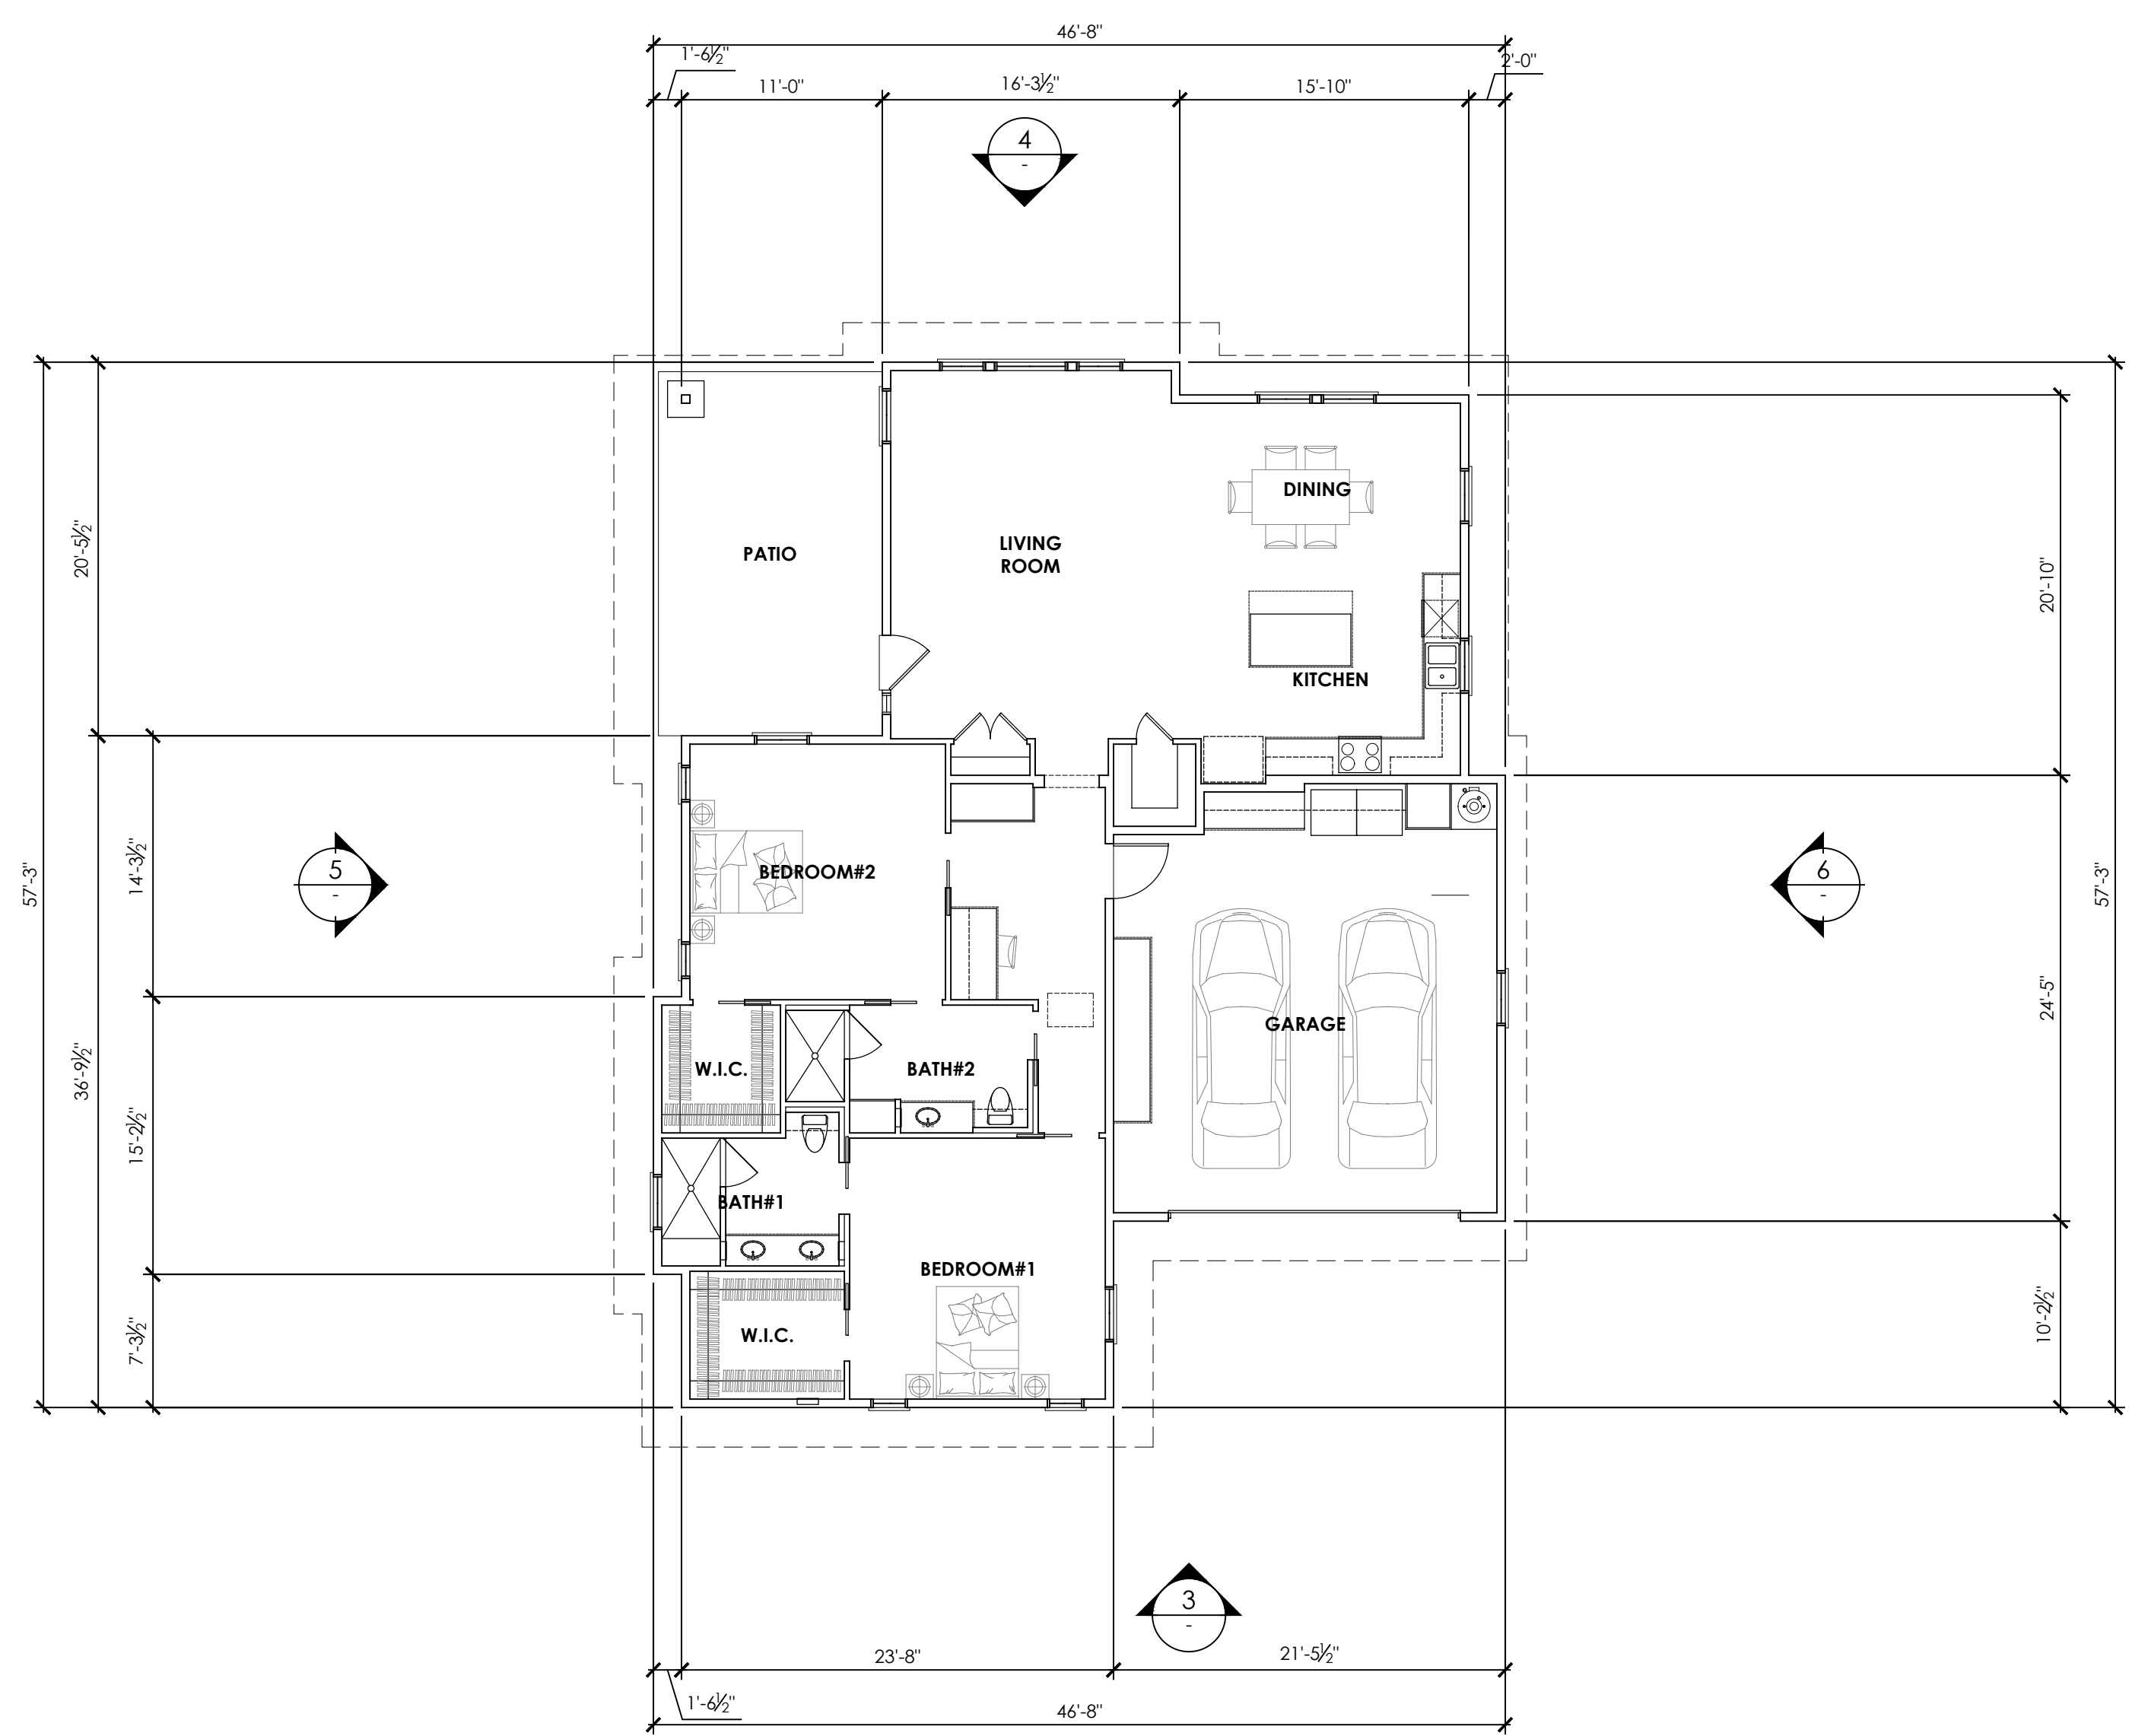 46'-8"
1'-6½"
2'-0"
11'-0"
16'-3½"
15'-10"
4
-
DINING
LIVING
ROOM
PATIO
20'-5½"
20'-10"
KITCHEN
BEDROOM#2
57'-3"
14'-3½"
5
-
6
-
57'-3"
GARAGE
24'-5"
36'-9½"
W.I.C.
BATH#2
15'-2½"
BATH#1
BEDROOM#1
7'-3½"
W.I.C.
10'-2½"
3
-
23'-8"
21'-5½"
1'-6½"
46'-8"